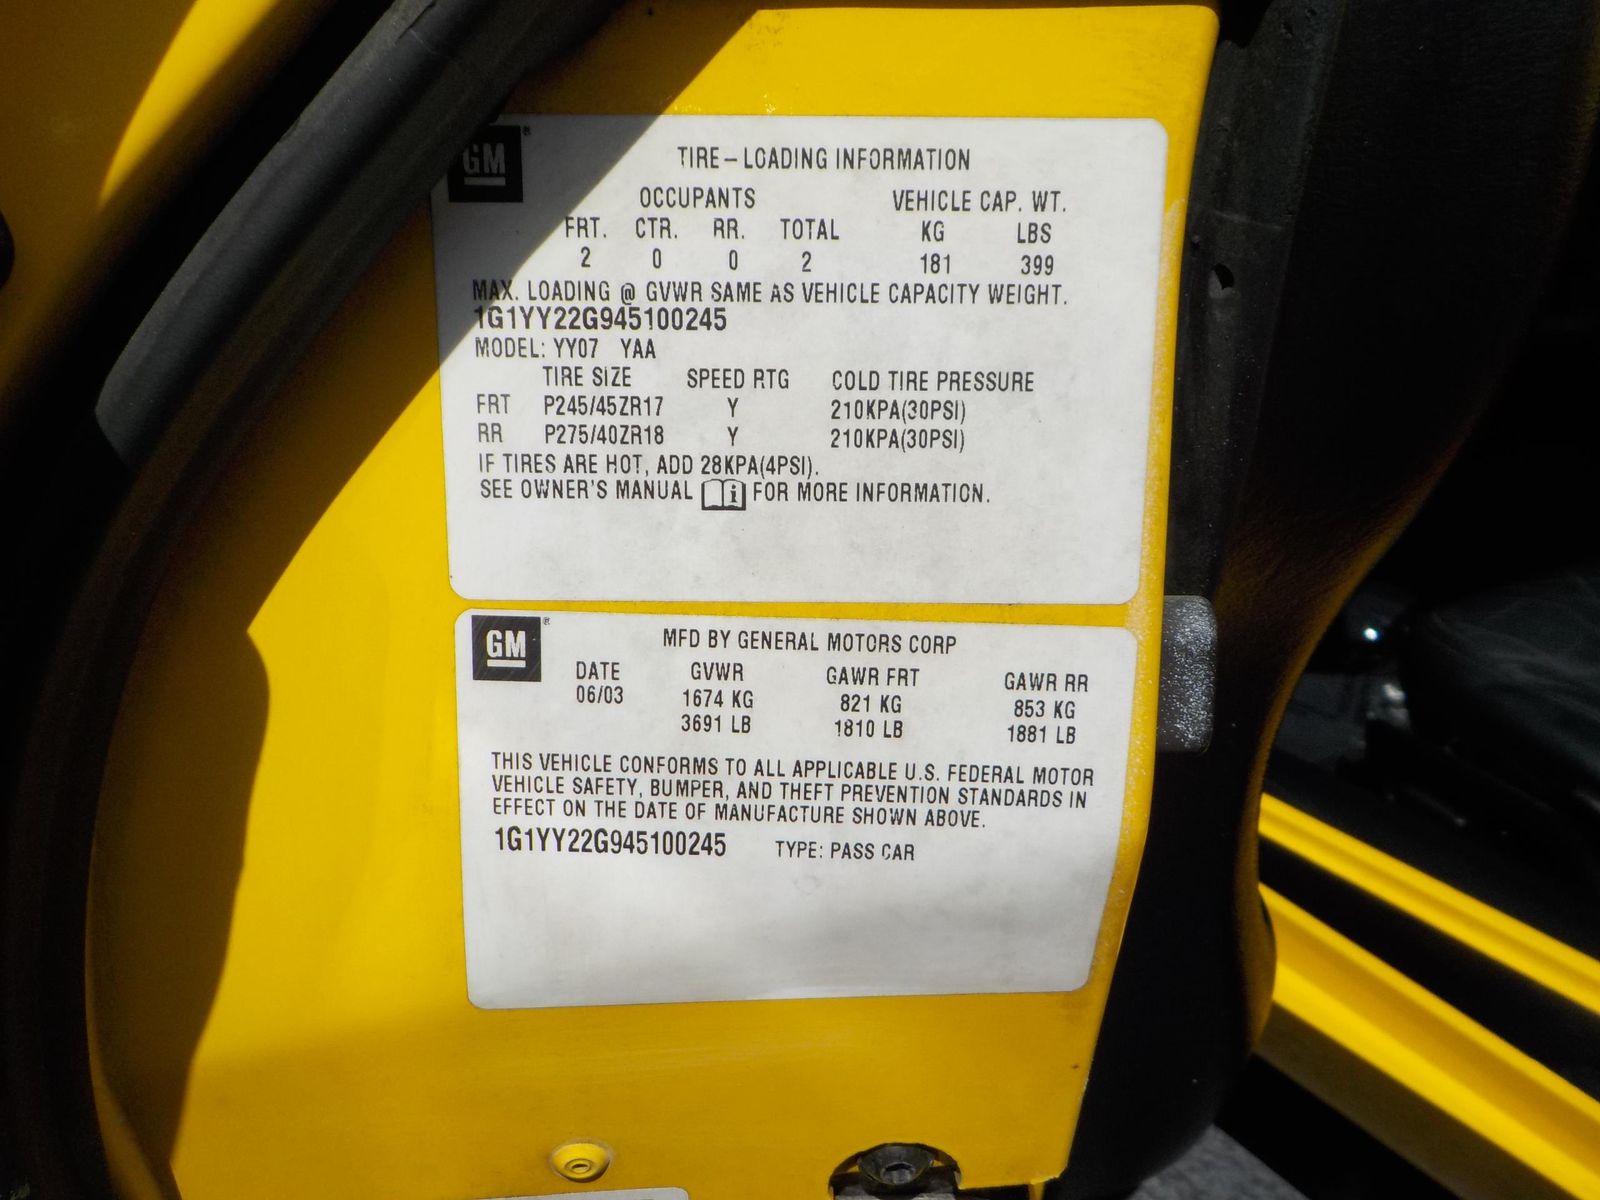 GM®
TIRE-LOADING INFORMATION
OCCUPANTS VEHICLE CAP. WT.
FRT. CTR. RR. TOTAL KG LBS
2 0 0 2 181 399
MAX. LOADING @ GVWR SAME AS VEHICLE CAPACITY WEIGHT.
1G1YY22G945100245
MODEL: YY07 YAA
TIRE SIZE SPEED RTG COLD TIRE PRESSURE
FRT P245/45ZR17 Y 210KPA(30PSI)
RR P275/40ZR18 Y 210KPA(30PSI)
IF TIRES ARE HOT, ADD 28KPA(4PSI).
SEE OWNER'S MANUAL i FOR MORE INFORMATION.
GM®
MFD BY GENERAL MOTORS CORP
DATE GVWR GAWR FRT GAWR RR
06/03 1674 KG 821 KG 853 KG
3691 LB 1810 LB 1881 LB
THIS VEHICLE CONFORMS TO ALL APPLICABLE U.S. FEDERAL MOTOR
VEHICLE SAFETY, BUMPER, AND THEFT PREVENTION STANDARDS IN
EFFECT ON THE DATE OF MANUFACTURE SHOWN ABOVE.
1G1YY22G945100245 TYPE: PASS CAR